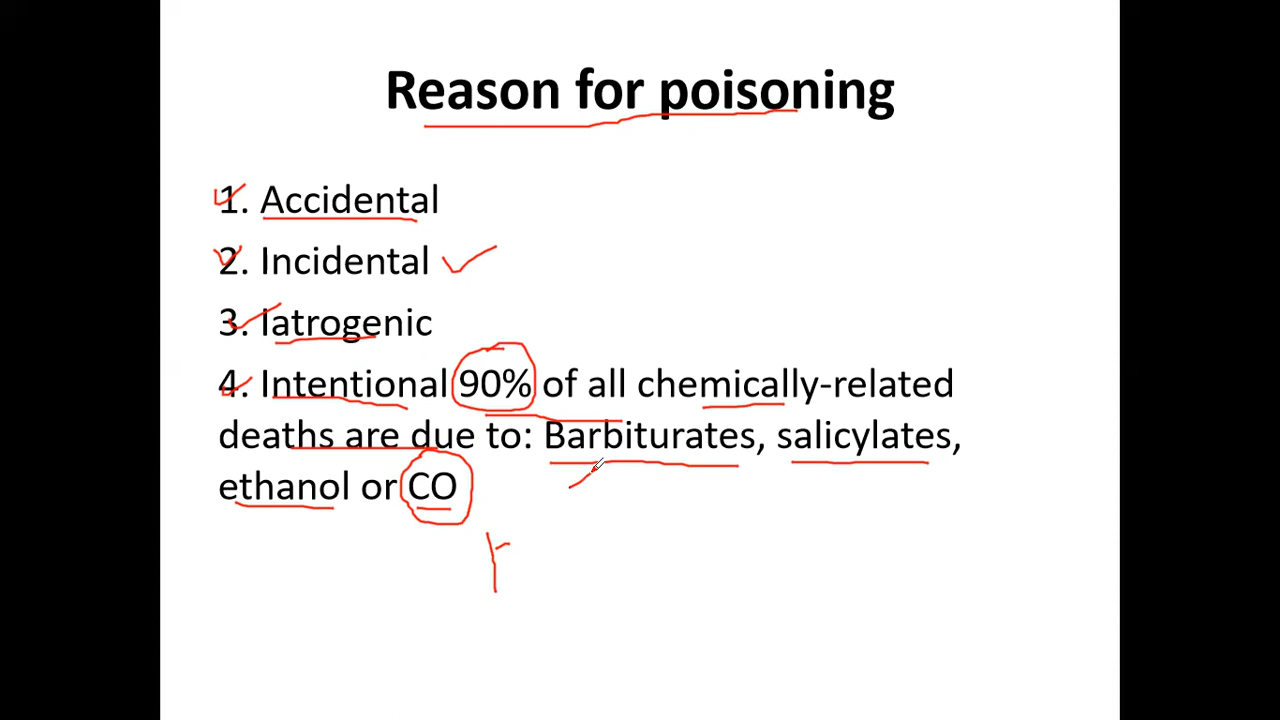 Reason for poisoning
1. Accidental
2. Incidental
3. Iatrogenic
4. Intentional 90% of all chemically-related
deaths are due to: Barbiturates, salicylates,
ethanol or CO